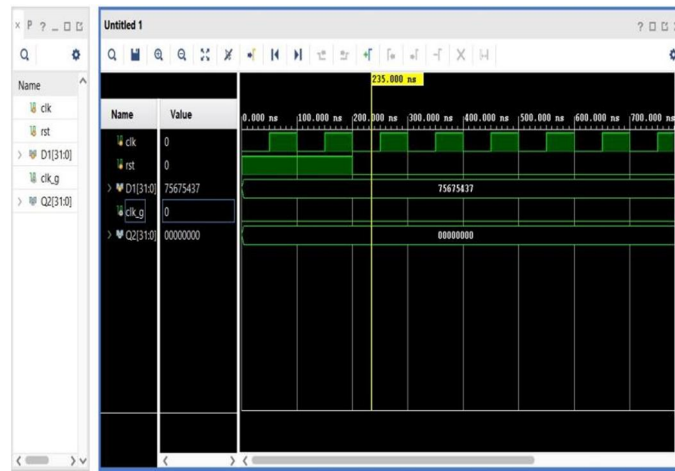 × P ? _ □
Untitled 1
? □
Name
clk
rst
> D1[31:0]
clk_g
> Q2[31:0]
235.000 ns
Name Value
0.000 ns 100.000 ns 200.000 ns 300.000 ns 400.000 ns 500.000 ns 600.000 ns 700.000 ns
clk 0
rst 0
> D1[31:0] 75675437 75675437
clk_g 0
> Q2[31:0] 00000000 00000000